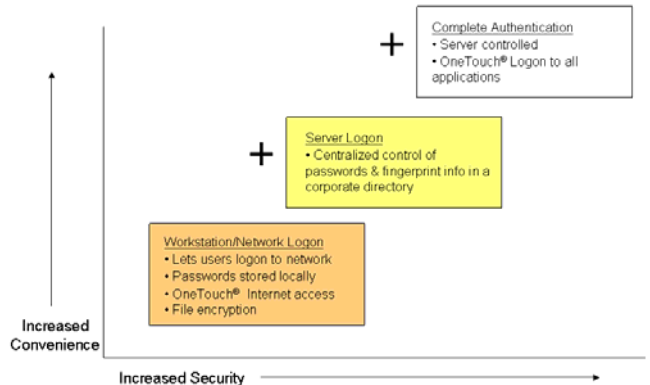 +
Complete Authentication
• Server controlled
• OneTouch® Logon to all
applications
+
Server Logon
• Centralized control of
passwords & fingerprint info in a
corporate directory
Workstation/Network Logon
• Lets users logon to network
• Passwords stored locally
• OneTouch® Internet access
• File encryption
Increased
Convenience
Increased Security